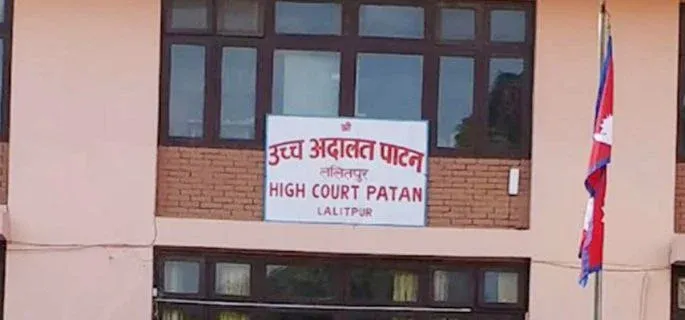 श्री
उच्च अदालत पाटन
ललितपुर
HIGH COURT PATAN
LALITPUR